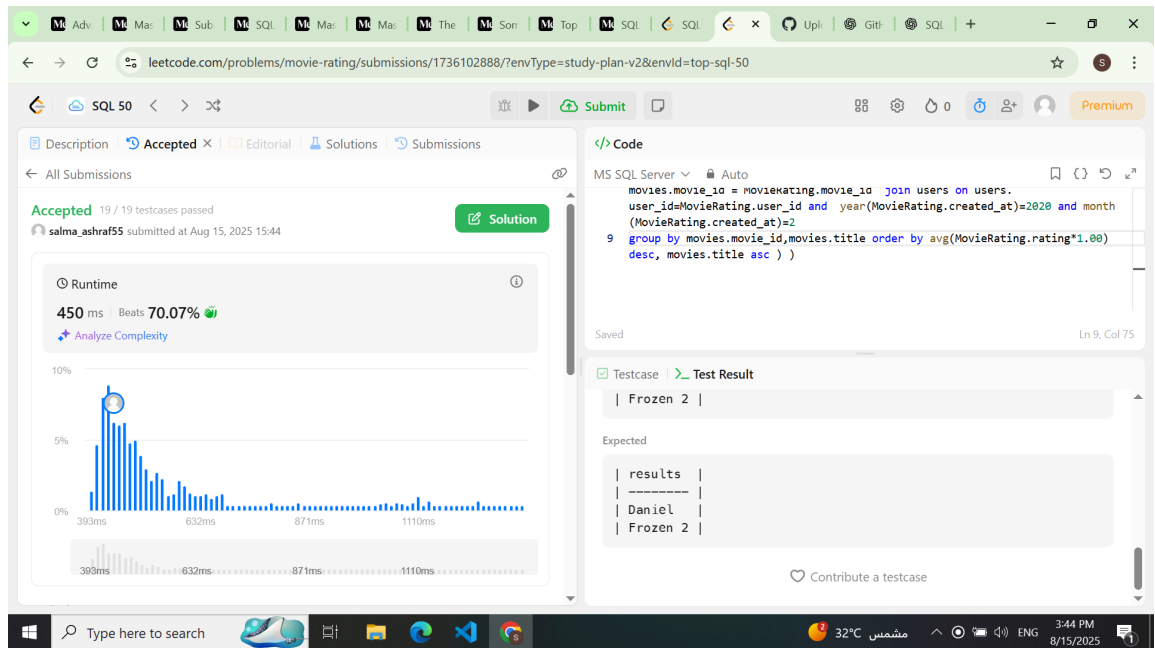 Adv
Mas
Sub
SQL
Mas
Mas
The
Som
Top
SQL
SQL
Uplo
GitH
SQL
leetcode.com/problems/movie-rating/submissions/1736102888/?envType=study-plan-v2&envId=top-sql-50
S
SQL 50
Submit
0
Premium
Description
Accepted
Editorial
Solutions
Submissions
All Submissions
Accepted 19 / 19 testcases passed
salma_ashraf55 submitted at Aug 15, 2025 15:44
Solution
Runtime
450 ms Beats 70.07%
Analyze Complexity
10%
5%
0%
393ms 632ms 871ms 1110ms
393ms 632ms 871ms 1110ms
</> Code
MS SQL Server Auto
movies.movie_id = MovieRating.movie_id join users on users.
user_id=MovieRating.user_id and year(MovieRating.created_at)=2020 and month
(MovieRating.created_at)=2
9 group by movies.movie_id,movies.title order by avg(MovieRating.rating*1.00)
desc, movies.title asc ) )
Saved Ln 9, Col 75
Testcase
Test Result
| Frozen 2 |
Expected
| results |
| -------- |
| Daniel |
| Frozen 2 |
Contribute a testcase
Type here to search
2
32°C مشمس
ENG
3:44 PM
8/15/2025
1